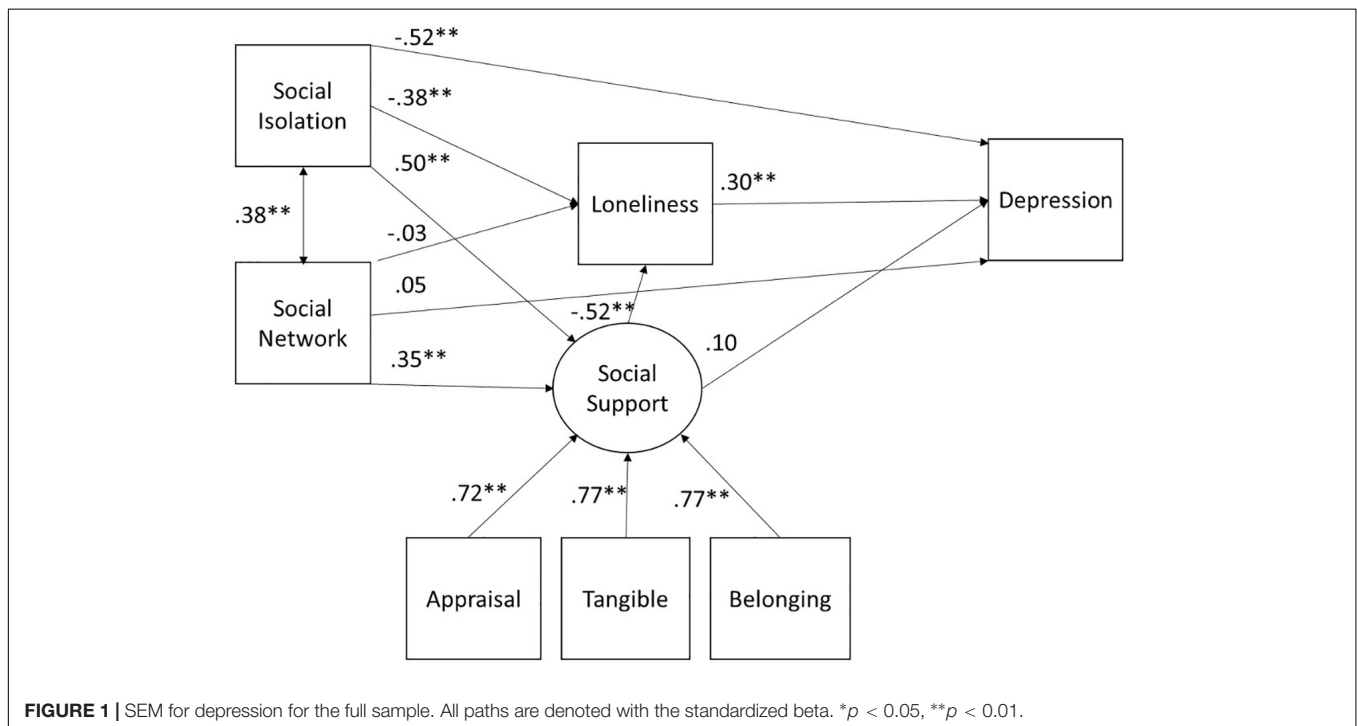 -.52**
Social
Isolation
-.38**
.50**
Loneliness
.30**
Depression
.38**
-.03
Social
Network
.05
-.52**
.35**
.10
Social
Support
.72**
.77**
.77**
Appraisal
Tangible
Belonging
FIGURE 1 | SEM for depression for the full sample. All paths are denoted with the standardized beta. *p < 0.05, **p < 0.01.